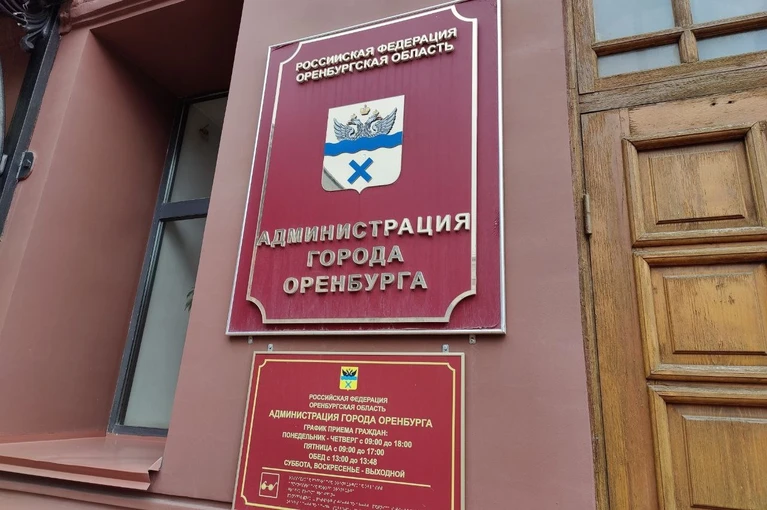 РОССИЙСКАЯ ФЕДЕРАЦИЯ
ОРЕНБУРГСКАЯ ОБЛАСТЬ
АДМИНИСТРАЦИЯ
ГОРОДА
ОРЕНБУРГА
РОССИЙСКАЯ ФЕДЕРАЦИЯ
ОРЕНБУРГСКАЯ ОБЛАСТЬ
АДМИНИСТРАЦИЯ ГОРОДА ОРЕНБУРГА
ГРАФИК ПРИЕМА ГРАЖДАН:
ПОНЕДЕЛЬНИК - ЧЕТВЕРГ с 09:00 до 18:00
ПЯТНИЦА с 09:00 до 17:00
ОБЕД с 13:00 до 13:48
СУББОТА, ВОСКРЕСЕНЬЕ - ВЫХОДНОЙ